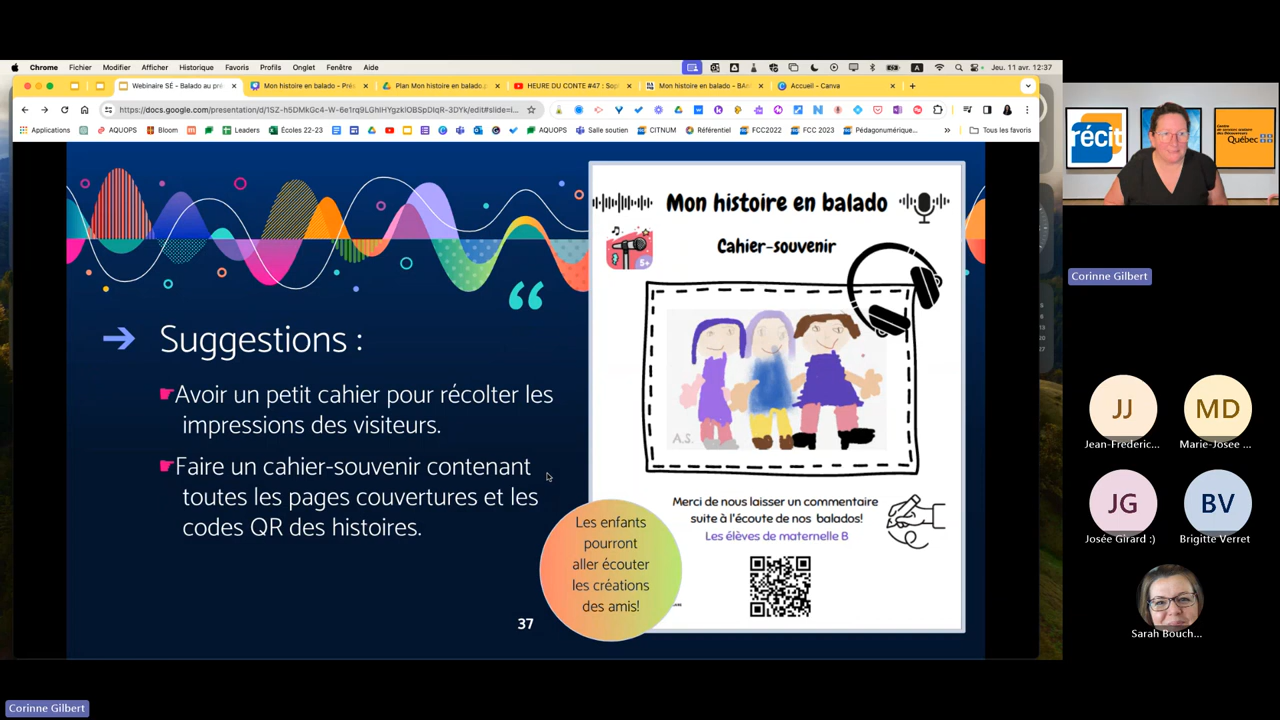 Chrome Fichier Modifier Afficher Historique Favoris Profils Onglet Fenêtre Aide
Jeu. 11 avr. 12:37
Webinaire SÉ - Balado au pré
Mon histoire en balado - Prés
Plan Mon histoire en balado.p
HEURE DU CONTE #47 : Sop
Mon histoire en balado - BAn
Accueil - Canva
Applications AQUOPS Bloom Leaders Écoles 22-23 AQUOPS Salle soutien CITNUM Référentiel FCC2022 FCC 2023 Pédagonumérique... Tous les favoris
récit
Québec
Corinne Gilbert
“
Suggestions :
Avoir un petit cahier pour récolter les
impressions des visiteurs.
Faire un cahier-souvenir contenant
toutes les pages couvertures et les
codes QR des histoires.
37
Mon histoire en balado
Cahier-souvenir
5+
A.S.
Merci de nous laisser un commentaire
suite à l'écoute de nos balados!
Les élèves de maternelle B
Les enfants
pourront
aller écouter
les créations
des amis!
JJ
MD
Jean-Frederic...
Marie-Josee ...
JG
BV
Josée Girard :)
Brigitte Verret
Sarah Bouch...
Corinne Gilbert